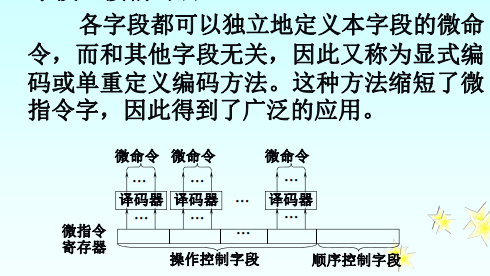 各字段都可以独立地定义本字段的微命
令，而和其他字段无关，因此又称为显式编
码或单重定义编码方法。这种方法缩短了微
指令字，因此得到了广泛的应用。
微命令 微命令 微命令
… … …
译码器 译码器 … 译码器
… … …
微指令
寄存器
…
操作控制字段 顺序控制字段